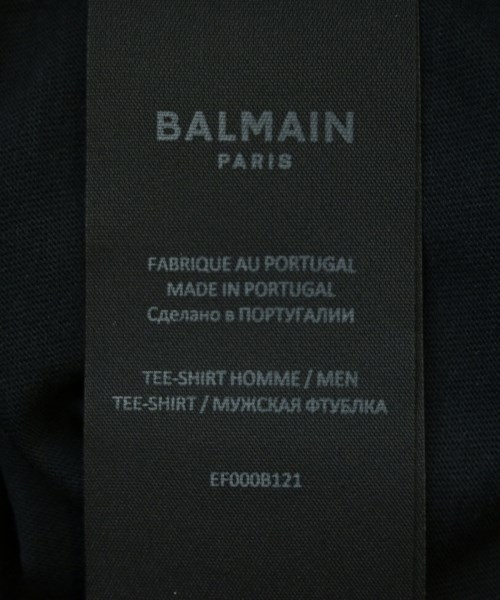 BALMAIN
PARIS
FABRIQUE AU PORTUGAL
MADE IN PORTUGAL
Сделано в ПОРТУГАЛИИ
TEE-SHIRT HOMME / MEN
TEE-SHIRT / МУЖСКАЯ ФТУБЛКА
EF000B121